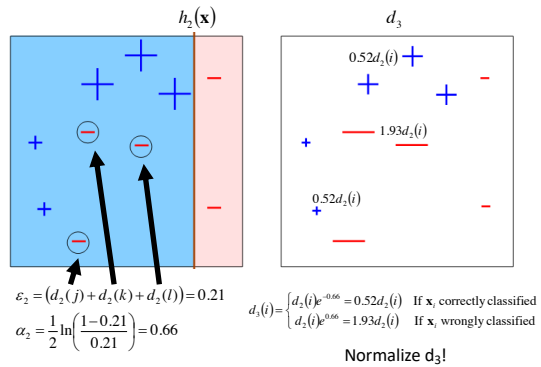 h₂(x)
d₃
0.52d₂(i)
1.93d₂(i)
0.52d₂(i)
ε₂ = (d₂(j)+d₂(k)+d₂(l)) = 0.21
α₂ = 1/2 ln((1−0.21)/0.21) = 0.66
d₃(i) = { d₂(i)e^−0.66 = 0.52d₂(i) If xᵢ correctly classified
d₂(i)e^0.66 = 1.93d₂(i) If xᵢ wrongly classified
Normalize d₃!